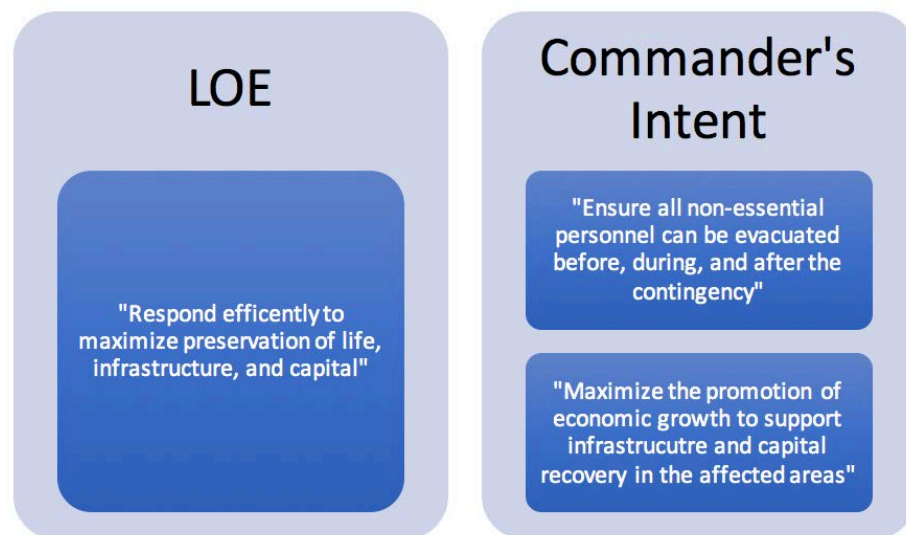 LOE
"Respond efficently to
maximize preservation of life,
infrastructure, and capital"
Commander's
Intent
"Ensure all non-essential
personnel can be evacuated
before, during, and after the
contingency"
"Maximize the promotion of
economic growth to support
infrastrucutre and capital
recovery in the affected areas"